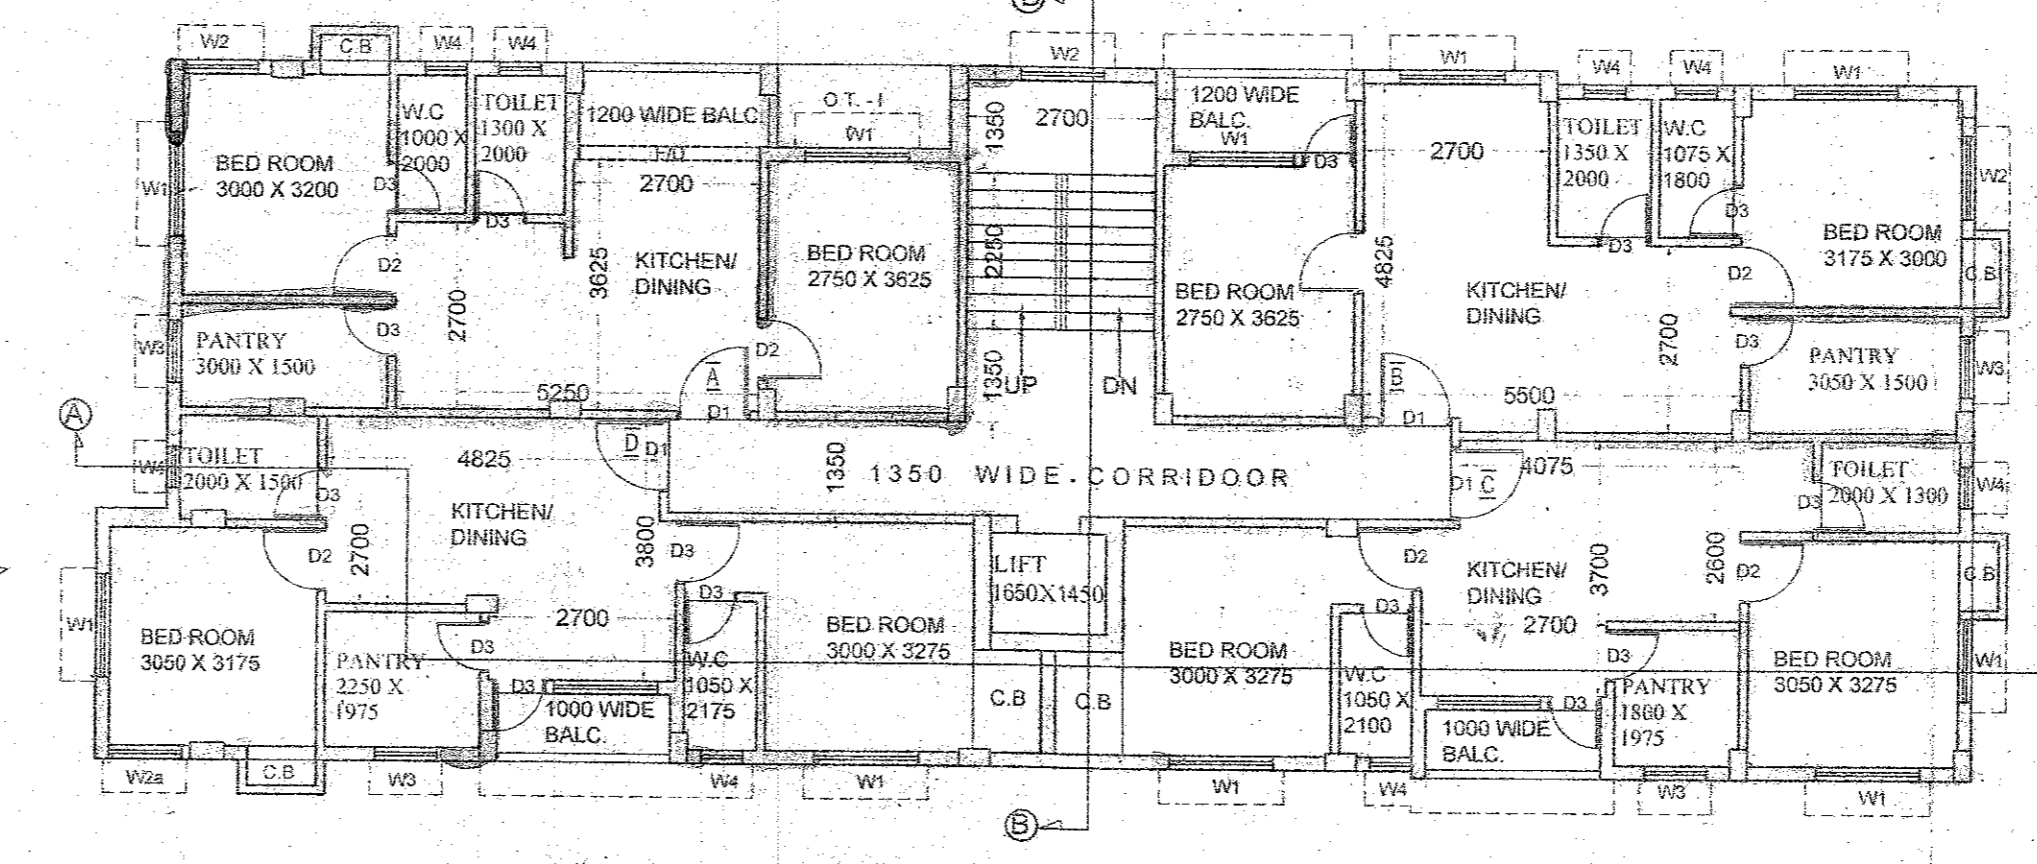 B
W2
C.B
W4
W4
W2
W1
W4
W4
W1
W.C
1000 X
2000
TOILET
1300 X
2000
1200 WIDE BALC.
O.T.-I
W1
1350
2700
1200 WIDE
BALC.
W1
D3
2700
TOILET
1350 X
2000
W.C
1075 X
1800
BED ROOM
3000 X 3200
W1
D3
D3
F/D
2700
D3
D3
W2
BED ROOM
3175 X 3000
C.B
D2
3625
KITCHEN/
DINING
BED ROOM
2750 X 3625
2250
BED ROOM
2750 X 3625
4825
KITCHEN/
DINING
D2
PANTRY
3000 X 1500
W3
D3
2700
D2
A
D1
5250
1350
UP
DN
B
D1
5500
2700
D3
PANTRY
3050 X 1500
W3
A
W4
TOILET
2000 X 1500
D3
4825
D
D1
1350
1350 WIDE CORRIDOOR
D1
C
4075
TOILET
2000 X 1300
D3
W4
KITCHEN/
DINING
D2
2700
3800
D3
LIFT
1650X1450
D2
KITCHEN/
DINING
3700
2600
D2
C.B
W1
BED ROOM
3050 X 3175
PANTRY
2250 X
1975
D3
2700
D3
D3
1000 WIDE
BALC.
W.C
1050 X
2175
BED ROOM
3000 X 3275
C.B
C.B
BED ROOM
3000 X 3275
D3
W.C
1050 X
2100
2700
D3
D3
1000 WIDE
BALC.
PANTRY
1800 X
1975
BED ROOM
3050 X 3275
W1
W2a
C.B
W3
W4
W1
W1
W4
W3
W1
B